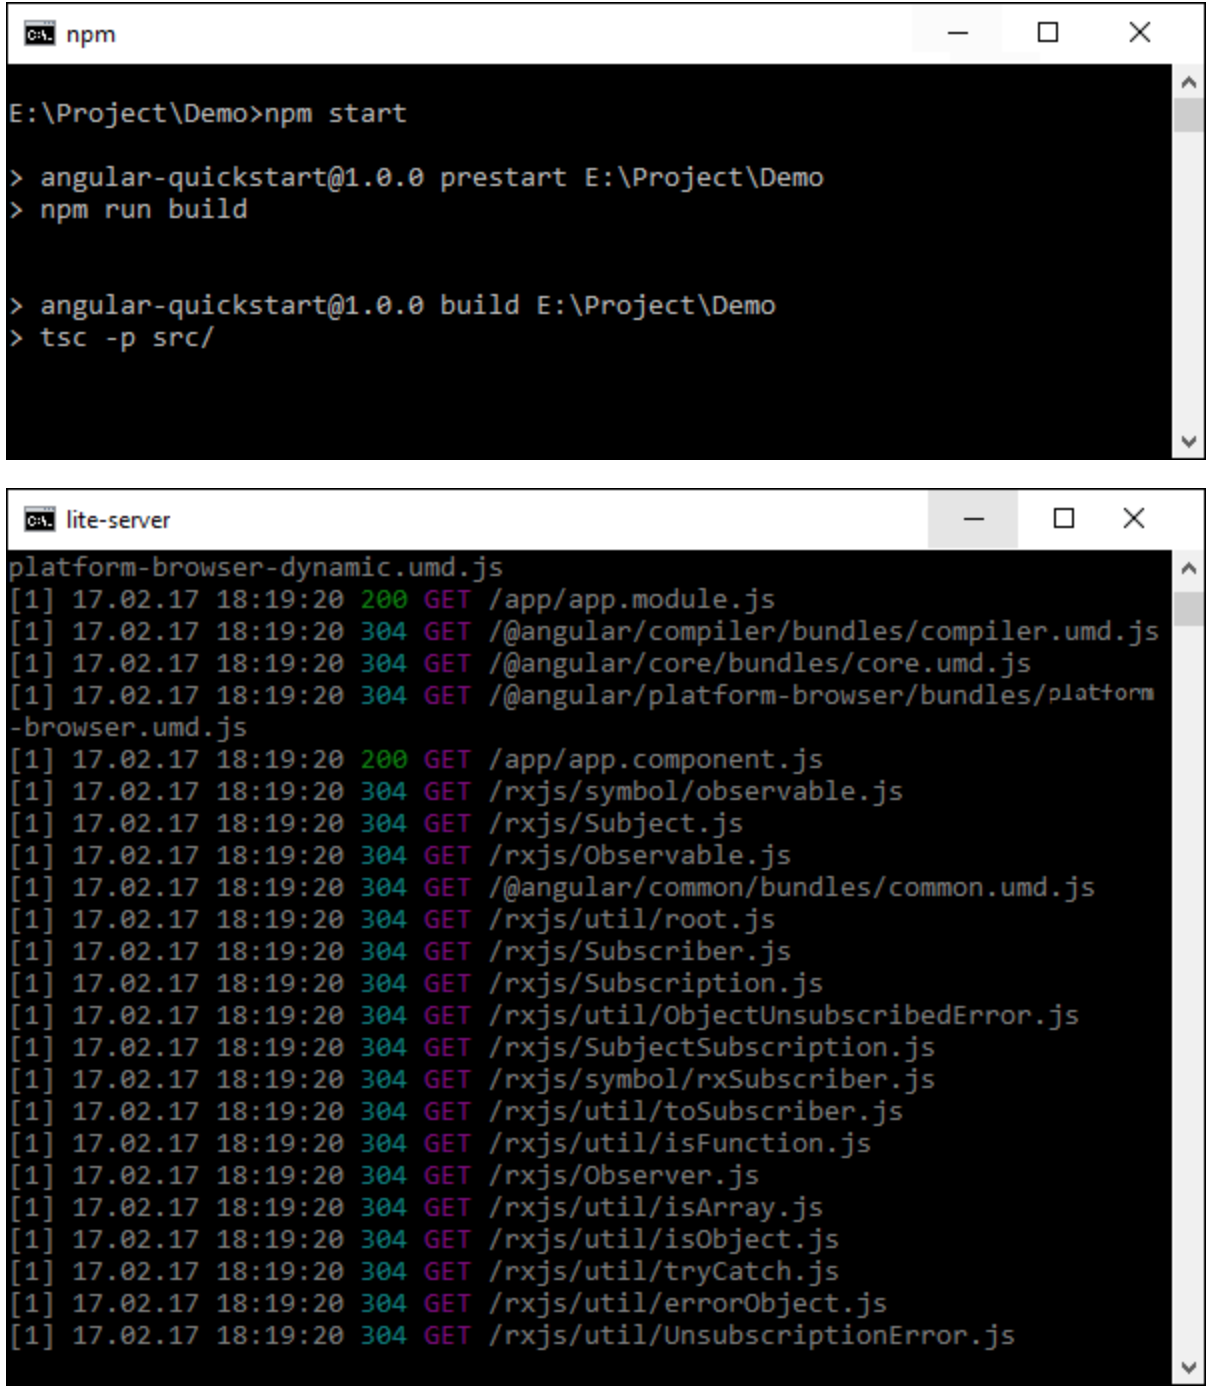 npm
E:\Project\Demo>npm start
> angular-quickstart@1.0.0 prestart E:\Project\Demo
> npm run build
> angular-quickstart@1.0.0 build E:\Project\Demo
> tsc -p src/
lite-server
platform-browser-dynamic.umd.js
[1] 17.02.17 18:19:20 200 GET /app/app.module.js
[1] 17.02.17 18:19:20 304 GET /@angular/compiler/bundles/compiler.umd.js
[1] 17.02.17 18:19:20 304 GET /@angular/core/bundles/core.umd.js
[1] 17.02.17 18:19:20 304 GET /@angular/platform-browser/bundles/platform
-browser.umd.js
[1] 17.02.17 18:19:20 200 GET /app/app.component.js
[1] 17.02.17 18:19:20 304 GET /rxjs/symbol/observable.js
[1] 17.02.17 18:19:20 304 GET /rxjs/Subject.js
[1] 17.02.17 18:19:20 304 GET /rxjs/Observable.js
[1] 17.02.17 18:19:20 304 GET /@angular/common/bundles/common.umd.js
[1] 17.02.17 18:19:20 304 GET /rxjs/util/root.js
[1] 17.02.17 18:19:20 304 GET /rxjs/Subscriber.js
[1] 17.02.17 18:19:20 304 GET /rxjs/Subscription.js
[1] 17.02.17 18:19:20 304 GET /rxjs/util/ObjectUnsubscribedError.js
[1] 17.02.17 18:19:20 304 GET /rxjs/SubjectSubscription.js
[1] 17.02.17 18:19:20 304 GET /rxjs/symbol/rxSubscriber.js
[1] 17.02.17 18:19:20 304 GET /rxjs/util/toSubscriber.js
[1] 17.02.17 18:19:20 304 GET /rxjs/util/isFunction.js
[1] 17.02.17 18:19:20 304 GET /rxjs/Observer.js
[1] 17.02.17 18:19:20 304 GET /rxjs/util/isArray.js
[1] 17.02.17 18:19:20 304 GET /rxjs/util/isObject.js
[1] 17.02.17 18:19:20 304 GET /rxjs/util/tryCatch.js
[1] 17.02.17 18:19:20 304 GET /rxjs/util/errorObject.js
[1] 17.02.17 18:19:20 304 GET /rxjs/util/UnsubscriptionError.js